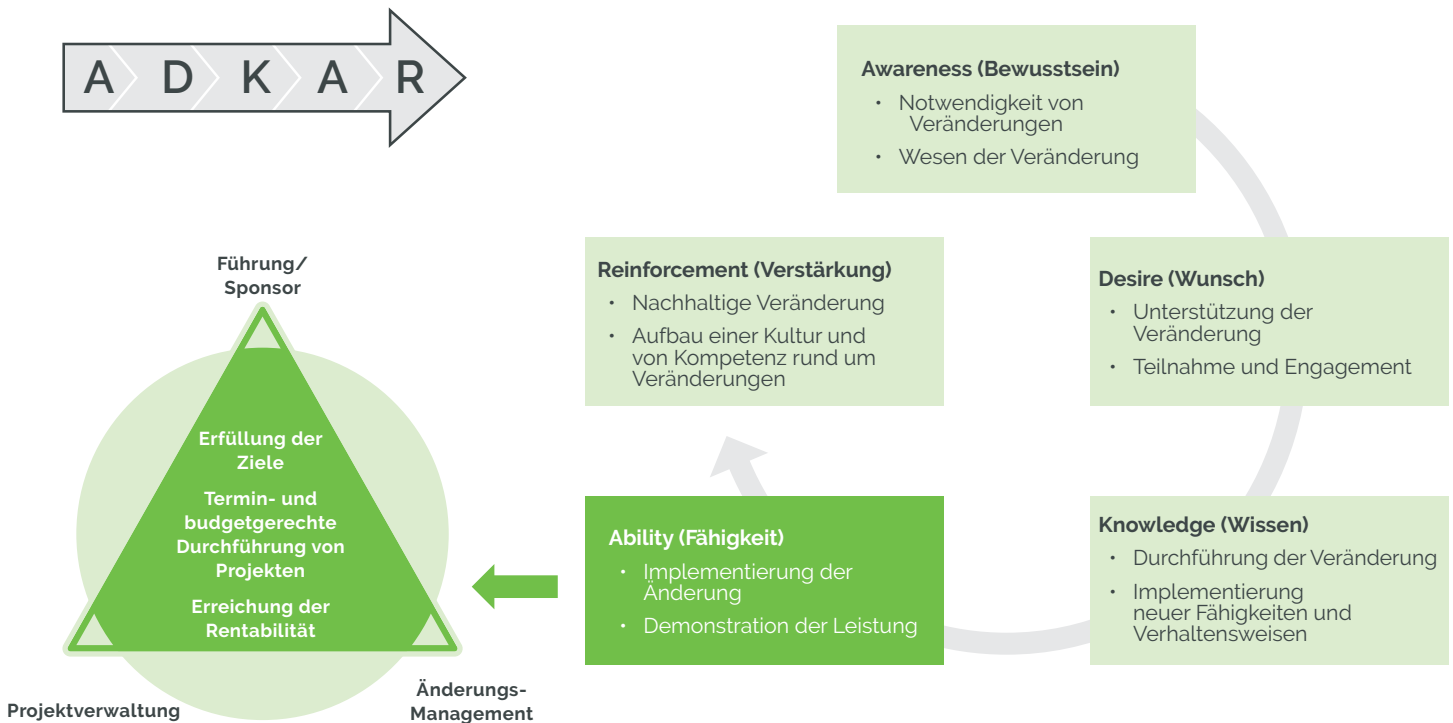 A D K A R
Awareness (Bewusstsein)
• Notwendigkeit von
Veränderungen
• Wesen der Veränderung
Desire (Wunsch)
• Unterstützung der
Veränderung
• Teilnahme und Engagement
Knowledge (Wissen)
• Durchführung der Veränderung
• Implementierung
neuer Fähigkeiten und
Verhaltensweisen
Ability (Fähigkeit)
• Implementierung der
Änderung
• Demonstration der Leistung
Reinforcement (Verstärkung)
• Nachhaltige Veränderung
• Aufbau einer Kultur und
von Kompetenz rund um
Veränderungen
Führung/
Sponsor
Erfüllung der
Ziele
Termin- und
budgetgerechte
Durchführung von
Projekten
Erreichung der
Rentabilität
Projektverwaltung
Änderungs-
Management